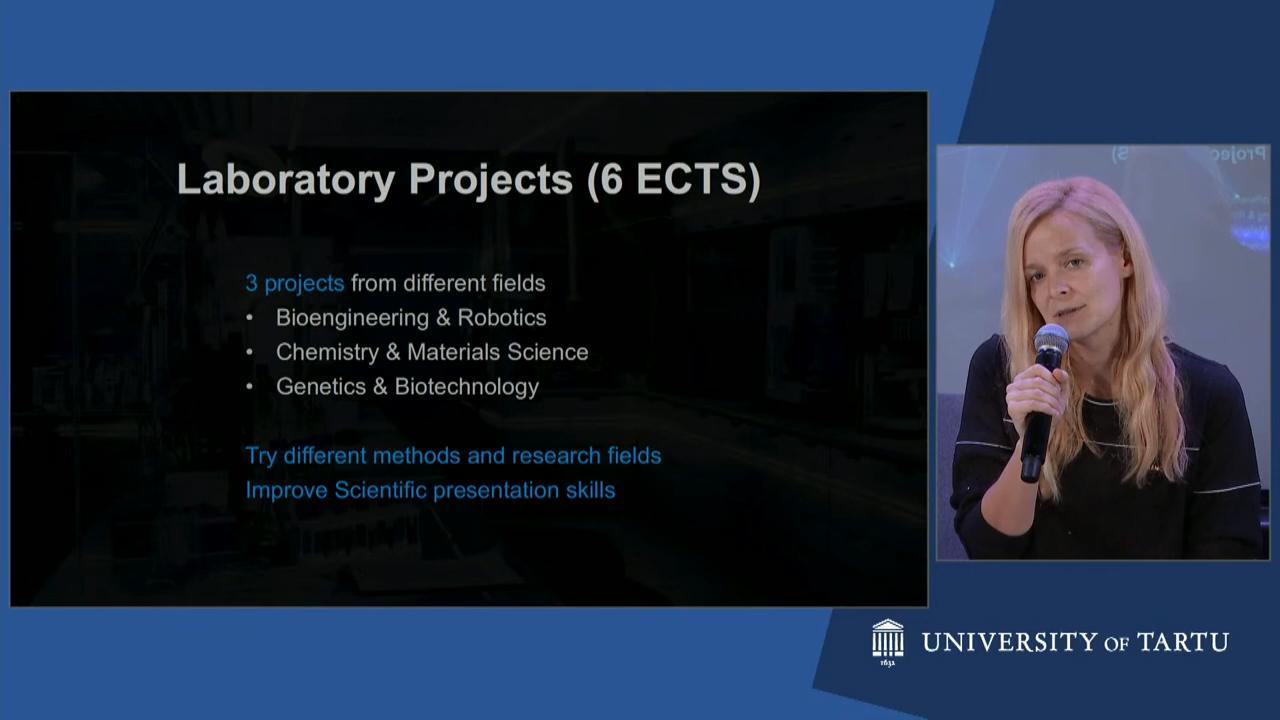 Laboratory Projects (6 ECTS)
3 projects from different fields
• Bioengineering & Robotics
• Chemistry & Materials Science
• Genetics & Biotechnology
Try different methods and research fields
Improve Scientific presentation skills
1632
UNIVERSITY OF TARTU